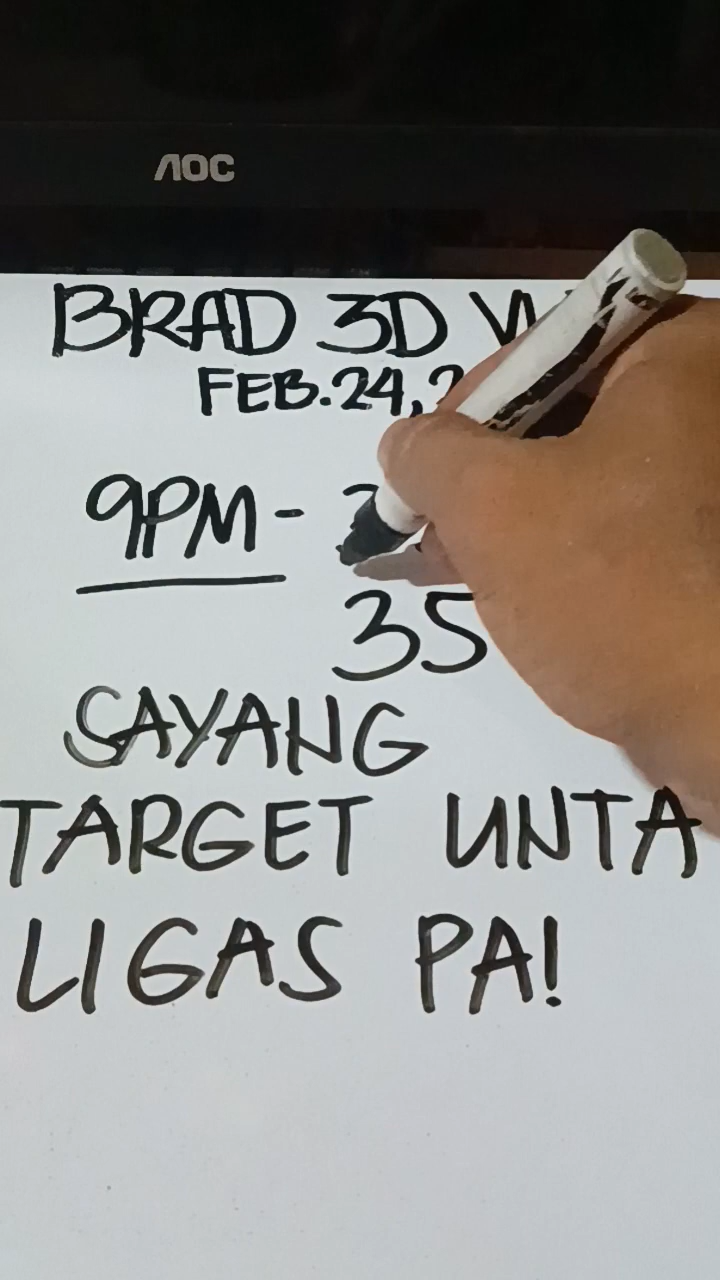 AOC
BRAD 3D
FEB.24,
9PM-
35
SAYANG
TARGET UNTA
LIGAS PA!